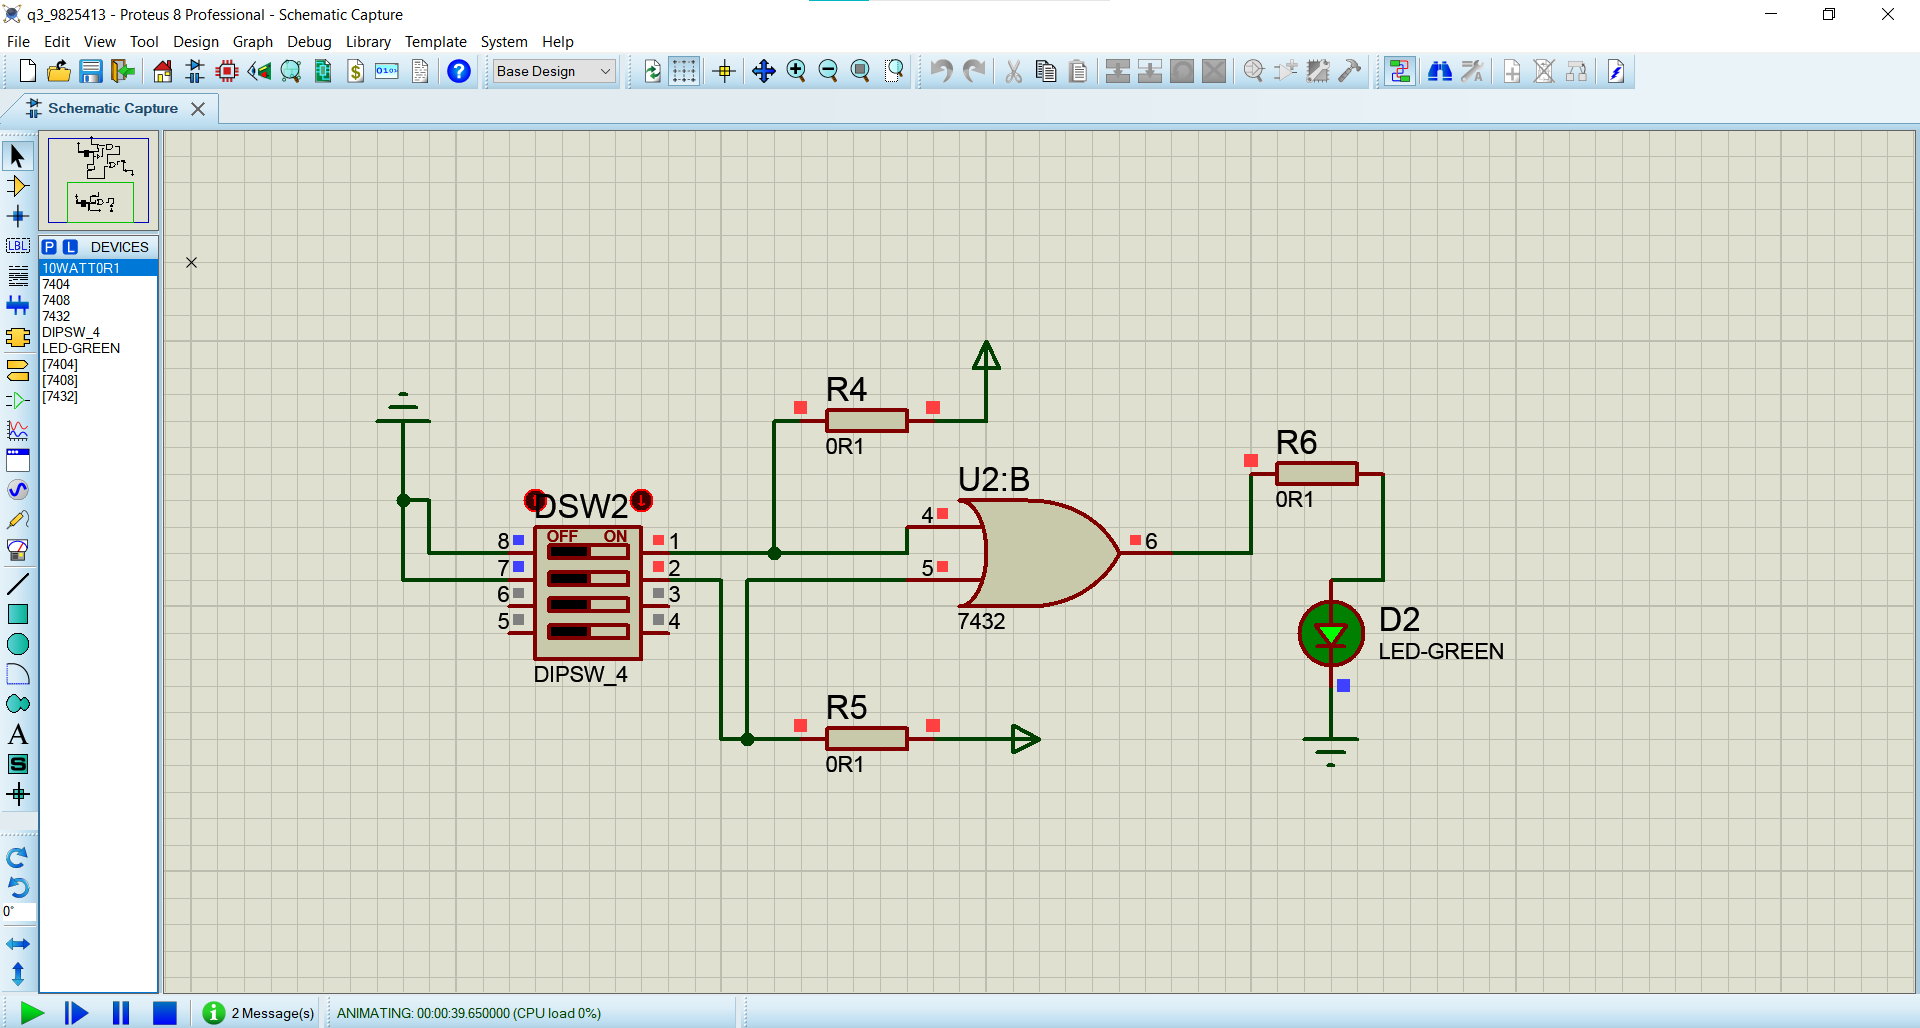 q3_9825413 - Proteus 8 Professional - Schematic Capture
File Edit View Tool Design Graph Debug Library Template System Help
$ 0101 ? Base Design
Schematic Capture
P L DEVICES
10WATT0R1
7404
7408
7432
DIPSW_4
LED-GREEN
[7404]
[7408]
[7432]
LBL
A
S
0°
R4
0R1
U2:B
4
5
6
7432
R6
0R1
DSW2
OFF ON
8 1
7 2
6 3
5 4
DIPSW_4
D2
LED-GREEN
R5
0R1
2 Message(s) ANIMATING: 00:00:39.650000 (CPU load 0%)